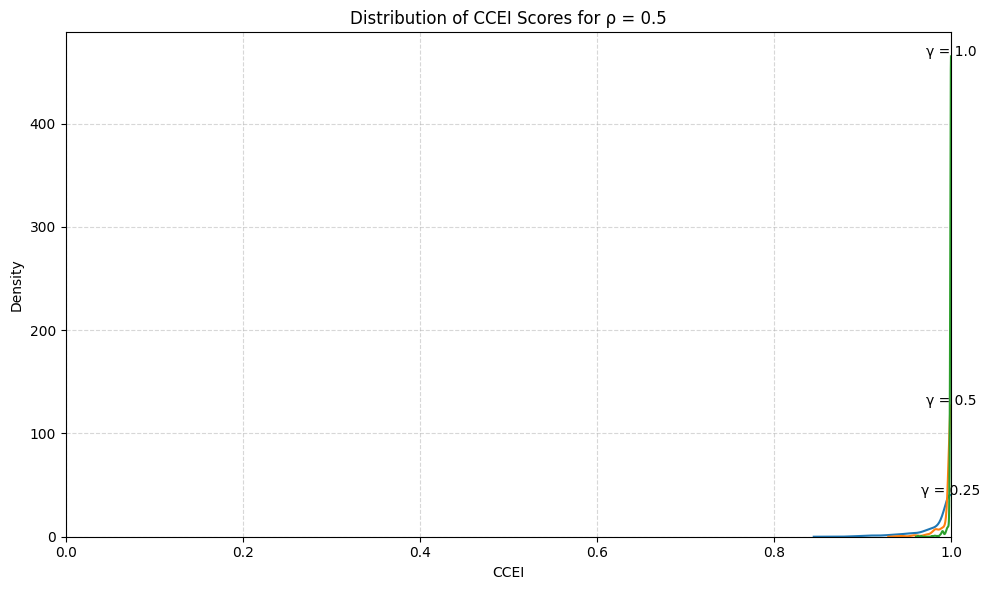 Distribution of CCEI Scores for ρ = 0.5
γ = 1.0
400
300
Density
200
γ = 0.5
100
γ = 0.25
0
0.0 0.2 0.4 0.6 0.8 1.0
CCEI